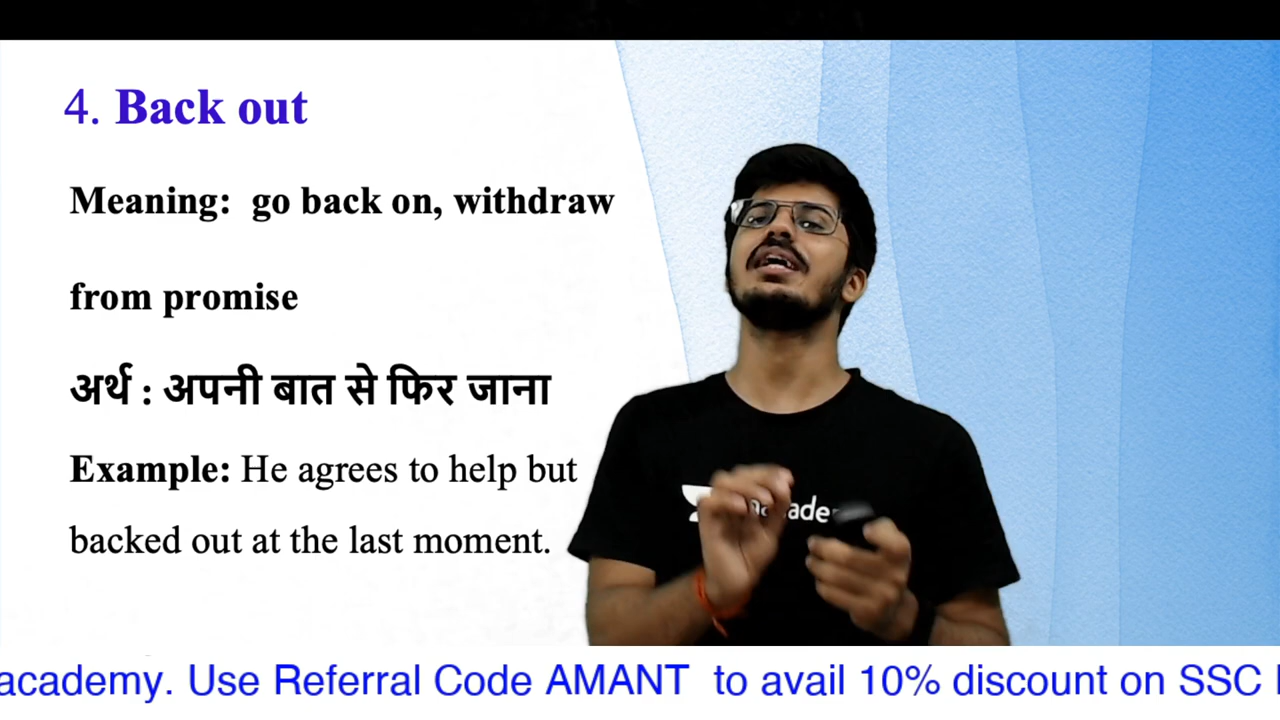 4. Back out
Meaning: go back on, withdraw
from promise
अर्थ : अपनी बात से फिर जाना
Example: He agrees to help but
backed out at the last moment.
academy. Use Referral Code AMANT to avail 10% discount on SSC